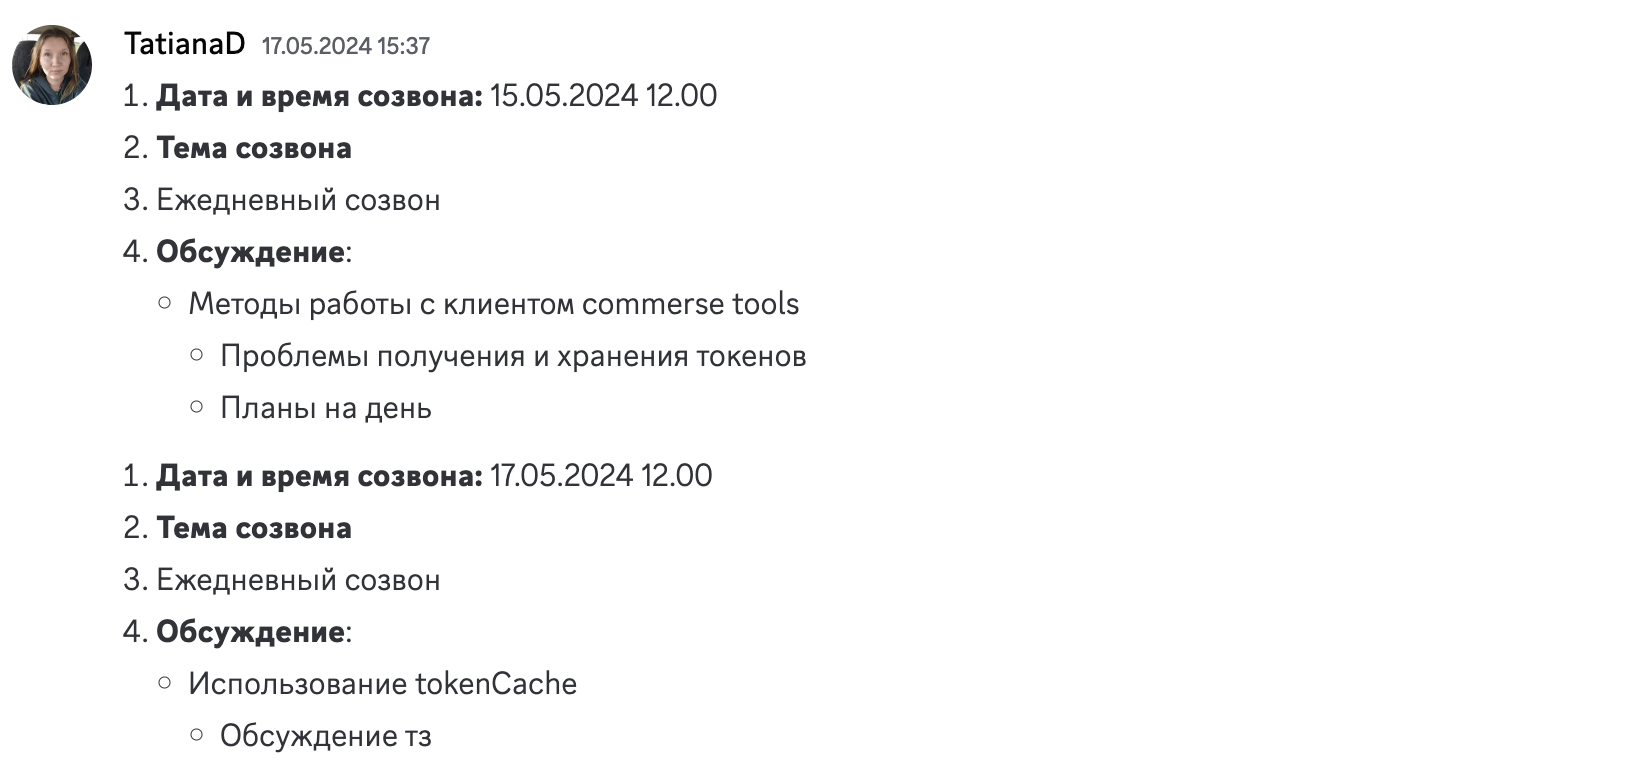 TatianaD 17.05.2024 15:37
1. Дата и время созвона: 15.05.2024 12.00
2. Тема созвона
3. Ежедневный созвон
4. Обсуждение:
○ Методы работы с клиентом commerse tools
○ Проблемы получения и хранения токенов
○ Планы на день
1. Дата и время созвона: 17.05.2024 12.00
2. Тема созвона
3. Ежедневный созвон
4. Обсуждение:
○ Использование tokenCache
○ Обсуждение тз